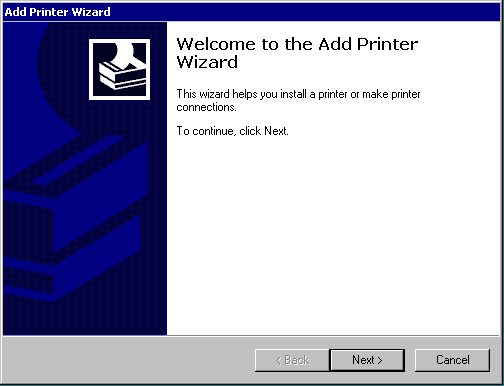 Add Printer Wizard
Welcome to the Add Printer
Wizard
This wizard helps you install a printer or make printer
connections.
To continue, click Next.
< Back
Next >
Cancel